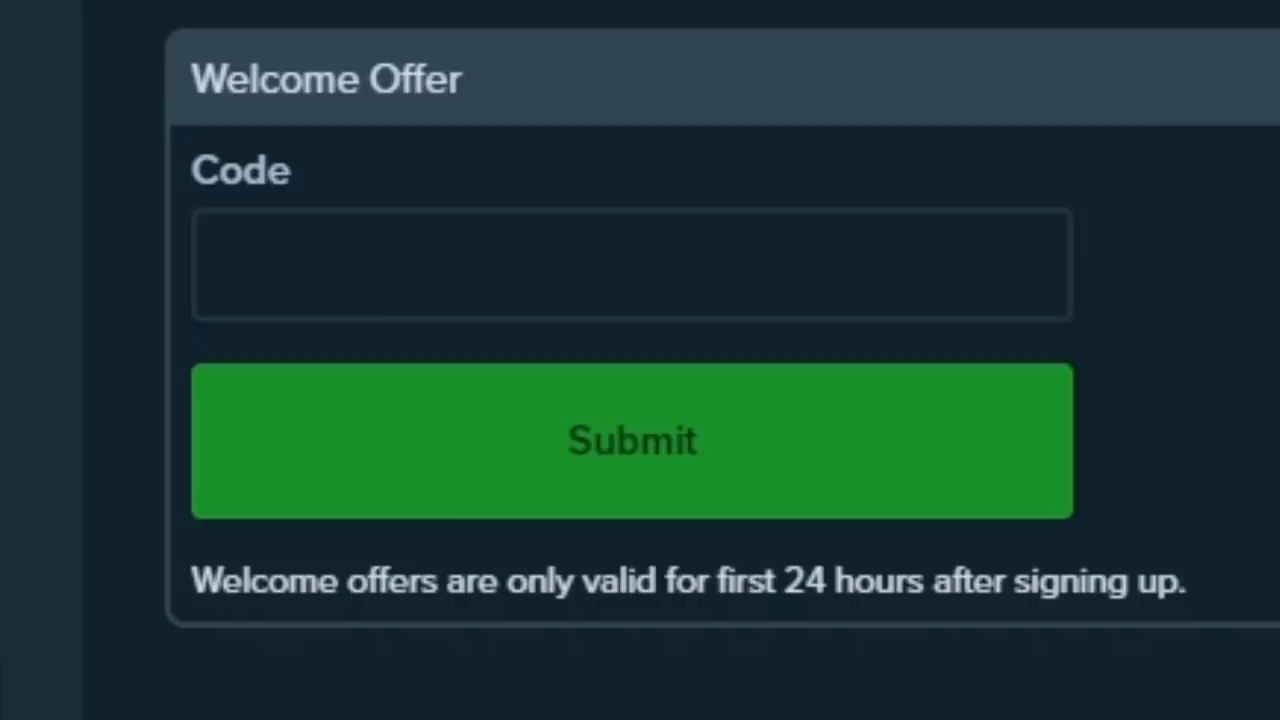 Welcome Offer
Code
Submit
Welcome offers are only valid for first 24 hours after signing up.